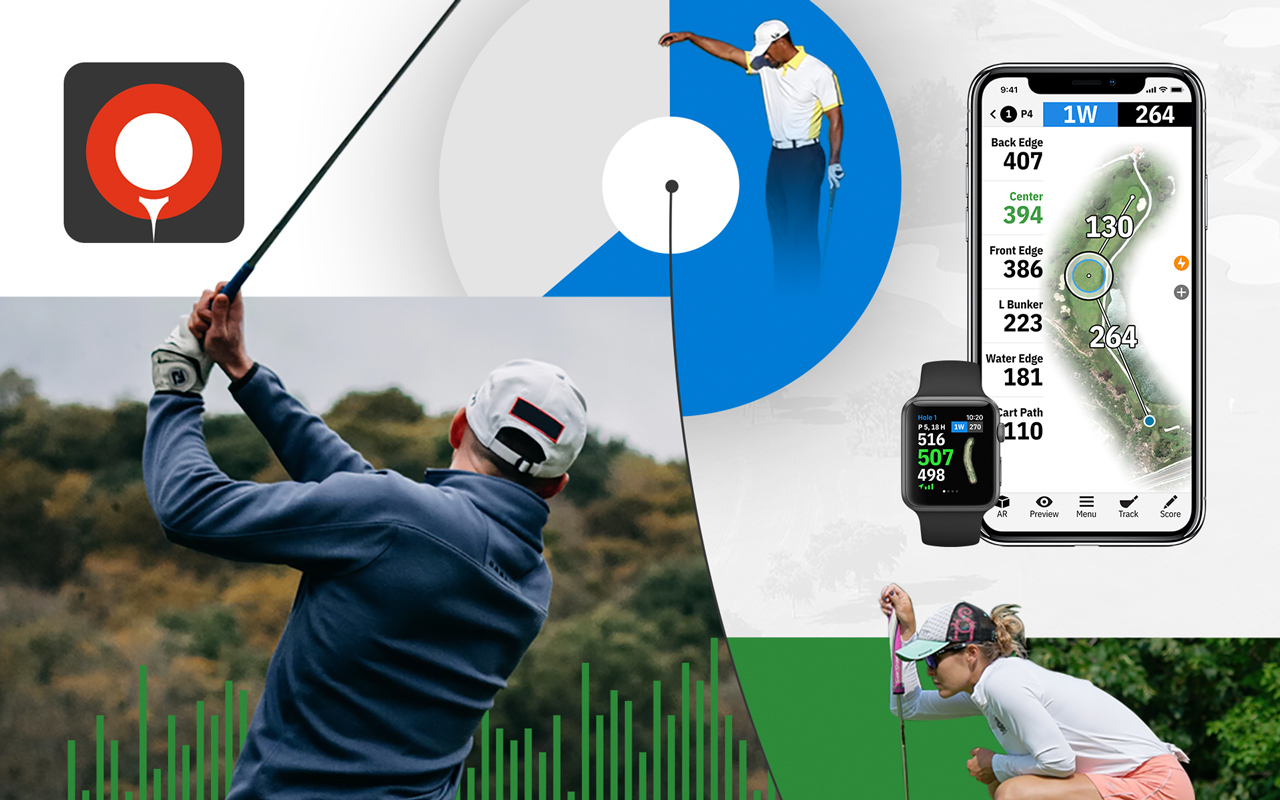 9:41
1 P4
1W
264
Back Edge
407
Center
394
Front Edge
386
L Bunker
223
Water Edge
181
Cart Path
110
130
264
AR
Preview
Menu
Track
Score
Hole 1
10:20
P 5, 18 H
1W
270
516
507
498
FJ